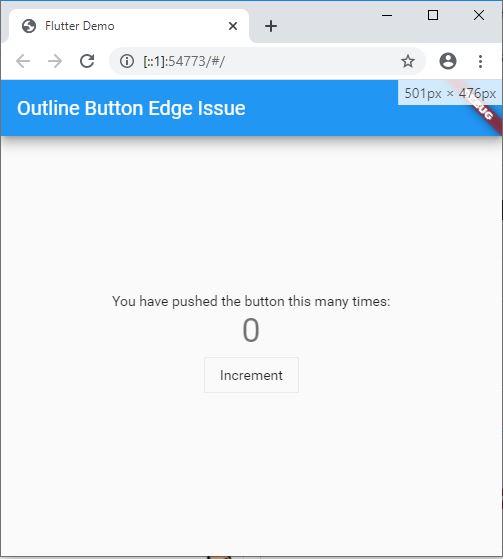 Flutter Demo
[::1]:54773/#/
Outline Button Edge Issue
501px × 476px
You have pushed the button this many times:
0
Increment